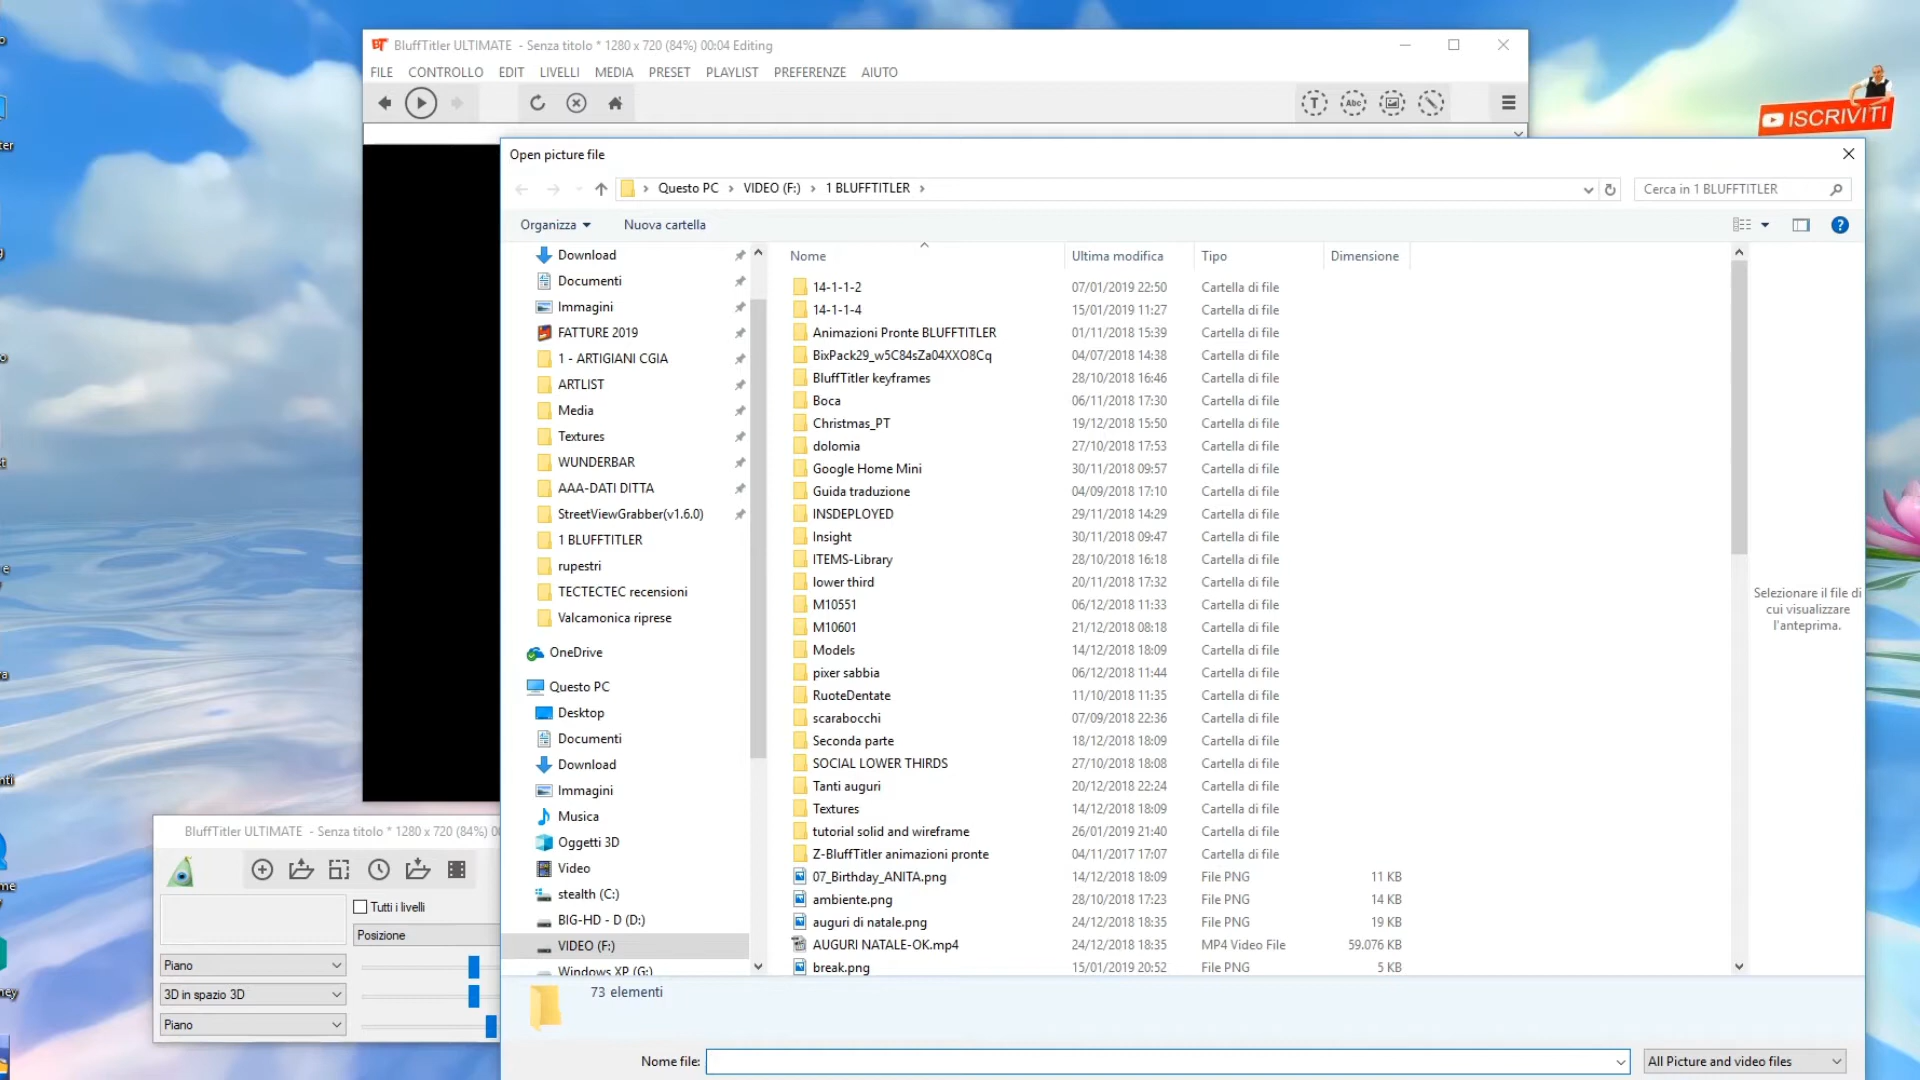 BluffTitler ULTIMATE - Senza titolo * 1280 x 720 (84%) 00:04 Editing
FILE CONTROLLO EDIT LIVELLI MEDIA PRESET PLAYLIST PREFERENZE AIUTO
T Abc
ISCRIVITI
Open picture file
Questo PC VIDEO (F:) 1 BLUFFTITLER
Cerca in 1 BLUFFTITLER
Organizza Nuova cartella
Download
Documenti
Immagini
FATTURE 2019
1 - ARTIGIANI CGIA
ARTLIST
Media
Textures
WUNDERBAR
AAA-DATI DITTA
StreetViewGrabber(v1.6.0)
1 BLUFFTITLER
rupestri
TECTECTEC recensioni
Valcamonica riprese
OneDrive
Questo PC
Desktop
Documenti
Download
Immagini
Musica
Oggetti 3D
Video
stealth (C:)
BIG-HD - D (D:)
VIDEO (F:)
Windows XP (G:)
Nome Ultima modifica Tipo Dimensione
14-1-1-2 07/01/2019 22:50 Cartella di file
14-1-1-4 15/01/2019 11:27 Cartella di file
Animazioni Pronte BLUFFTITLER 01/11/2018 15:39 Cartella di file
BixPack29_w5C84sZa04XXO8Cq 04/07/2018 14:38 Cartella di file
BluffTitler keyframes 28/10/2018 16:46 Cartella di file
Boca 06/11/2018 17:30 Cartella di file
Christmas_PT 19/12/2018 15:50 Cartella di file
dolomia 27/10/2018 17:53 Cartella di file
Google Home Mini 30/11/2018 09:57 Cartella di file
Guida traduzione 04/09/2018 17:10 Cartella di file
INSDEPLOYED 29/11/2018 14:29 Cartella di file
Insight 30/11/2018 09:47 Cartella di file
ITEMS-Library 28/10/2018 16:18 Cartella di file
lower third 20/11/2018 17:32 Cartella di file
M10551 06/12/2018 11:33 Cartella di file
M10601 21/12/2018 08:18 Cartella di file
Models 14/12/2018 18:09 Cartella di file
pixer sabbia 06/12/2018 11:44 Cartella di file
RuoteDentate 11/10/2018 11:35 Cartella di file
scarabocchi 07/09/2018 22:36 Cartella di file
Seconda parte 18/12/2018 18:09 Cartella di file
SOCIAL LOWER THIRDS 27/10/2018 18:08 Cartella di file
Tanti auguri 20/12/2018 22:24 Cartella di file
Textures 14/12/2018 18:09 Cartella di file
tutorial solid and wireframe 26/01/2019 21:40 Cartella di file
Z-BluffTitler animazioni pronte 04/11/2017 17:07 Cartella di file
07_Birthday_ANITA.png 14/12/2018 18:09 File PNG 11 KB
ambiente.png 28/10/2018 17:23 File PNG 14 KB
auguri di natale.png 24/12/2018 18:35 File PNG 19 KB
AUGURI NATALE-OK.mp4 24/12/2018 18:35 MP4 Video File 59.076 KB
break.png 15/01/2019 20:52 File PNG 5 KB
Selezionare il file di
cui visualizzare
l'anteprima.
73 elementi
Nome file: All Picture and video files
BluffTitler ULTIMATE - Senza titolo * 1280 x 720 (84%)
Tutti i livelli
Posizione
Piano
3D in spazio 3D
Piano